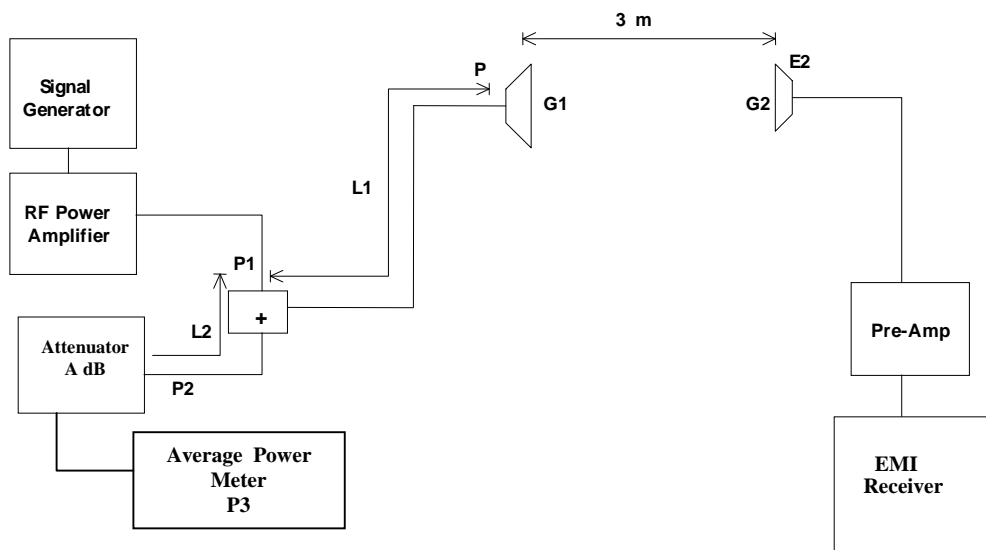 3 m
P
E2
Signal
Generator
G1
G2
L1
RF Power
Amplifier
P1
+
L2
Pre-Amp
Attenuator
A dB
P2
Average Power
Meter
P3
EMI
Receiver